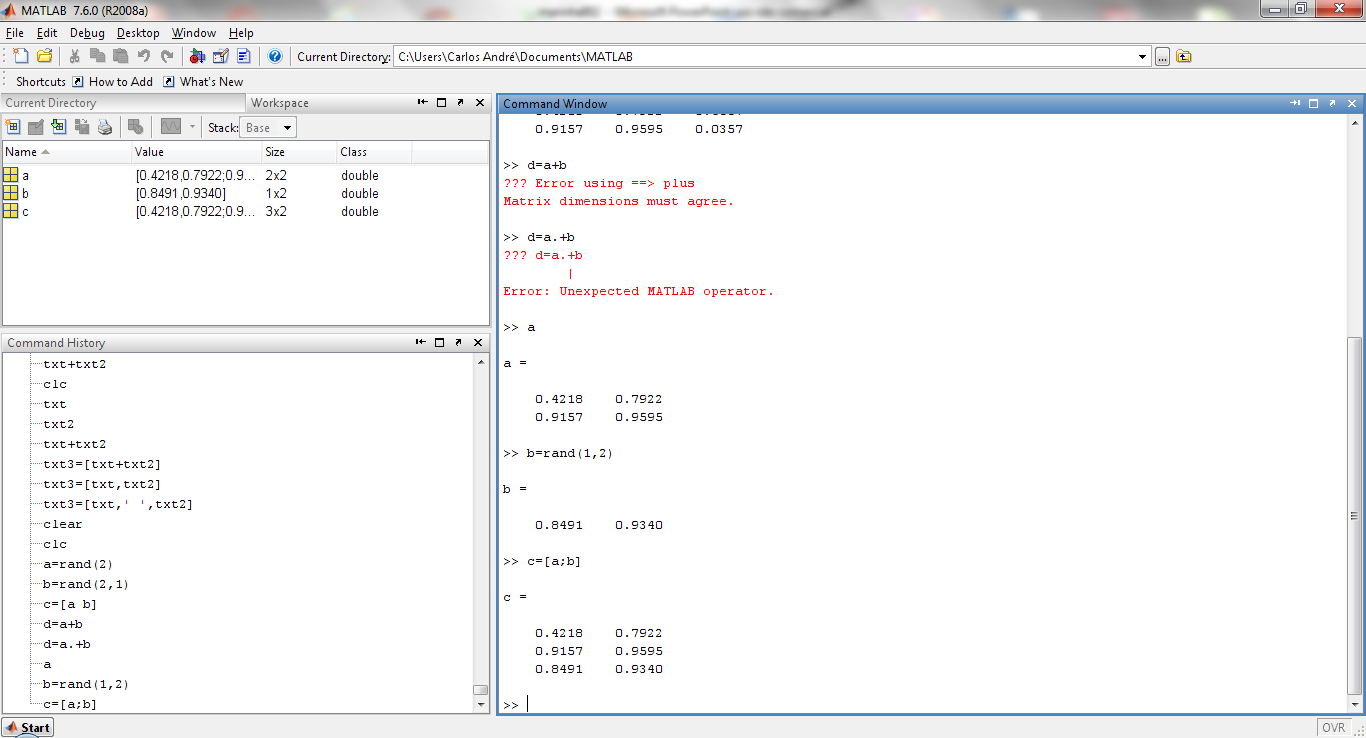 MATLAB 7.6.0 (R2008a)
File Edit Debug Desktop Window Help
Current Directory: C:\Users\Carlos André\Documents\MATLAB
...
Shortcuts How to Add What's New
Current Directory Workspace
Stack: Base
Name Value Size Class
a [0.4218,0.7922;0.9... 2x2 double
b [0.8491,0.9340] 1x2 double
c [0.4218,0.7922;0.9... 3x2 double
Command History
txt+txt2
clc
txt
txt2
txt+txt2
txt3=[txt+txt2]
txt3=[txt,txt2]
txt3=[txt,' ',txt2]
clear
clc
a=rand(2)
b=rand(2,1)
c=[a b]
d=a+b
d=a.+b
a
b=rand(1,2)
c=[a;b]
Command Window
0.9157 0.9595 0.0357
>> d=a+b
??? Error using ==> plus
Matrix dimensions must agree.
>> d=a.+b
??? d=a.+b
|
Error: Unexpected MATLAB operator.
>> a
a =
0.4218 0.7922
0.9157 0.9595
>> b=rand(1,2)
b =
0.8491 0.9340
>> c=[a;b]
c =
0.4218 0.7922
0.9157 0.9595
0.8491 0.9340
>>
Start
OVR